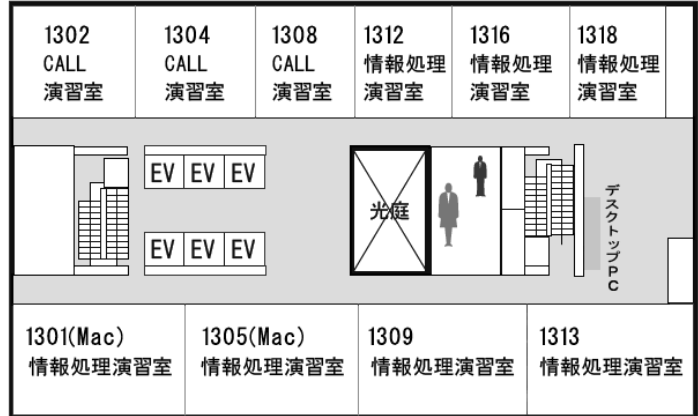 1302
CALL
演習室
1304
CALL
演習室
1308
CALL
演習室
1312
情報処理
演習室
1316
情報処理
演習室
1318
情報処理
演習室
EV EV EV
光庭
デスクトップPC
EV EV EV
1301(Mac)
情報処理演習室
1305(Mac)
情報処理演習室
1309
情報処理演習室
1313
情報処理演習室